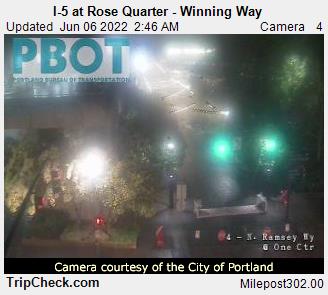 I-5 at Rose Quarter - Winning Way
Updated Jun 06 2022 2:46 AM Camera 4
PBOT
PORTLAND BUREAU OF TRANSPORTATION
4 - N. Ramsey Wy
@ One Ctr
Camera courtesy of the City of Portland
TripCheck.com Milepost302.00